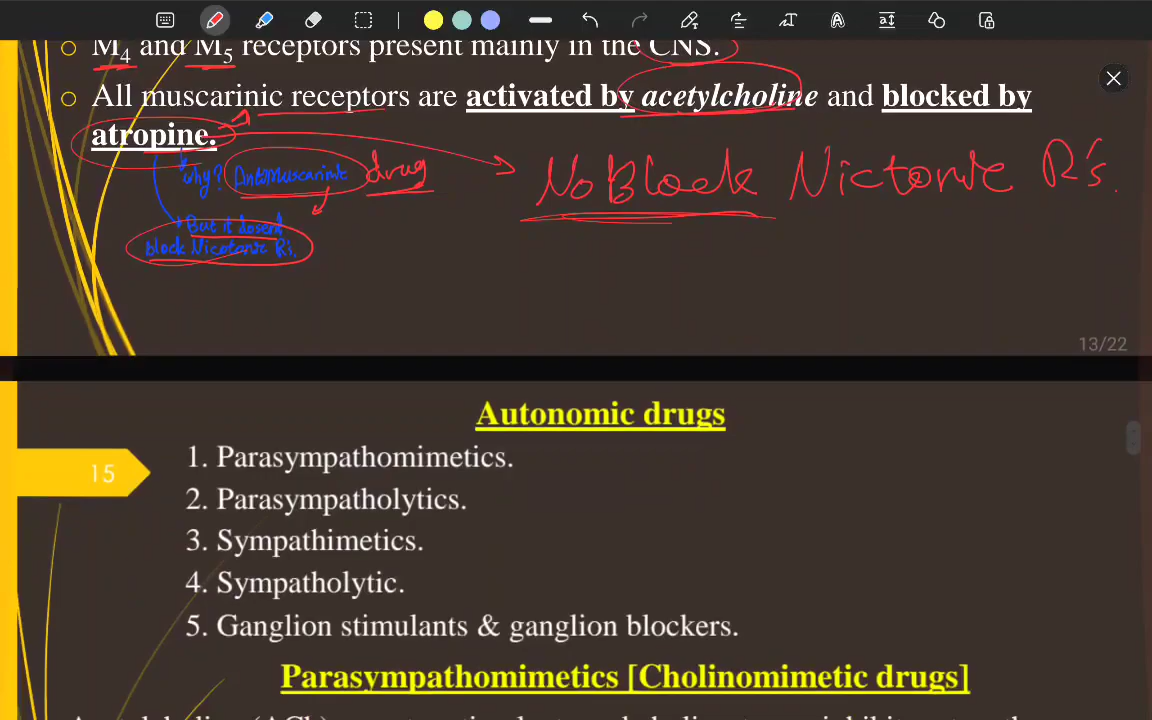 M4 and M5 receptors present mainly in the CNS.
All muscarinic receptors are activated by acetylcholine and blocked by
atropine.
why? Antimuscarinic drug
No Block Nicotonic R's.
But it dosent
block Nicotonic R's.
13/22
Autonomic drugs
15
1. Parasympathomimetics.
2. Parasympatholytics.
3. Sympathimetics.
4. Sympatholytic.
5. Ganglion stimulants & ganglion blockers.
Parasympathomimetics [Cholinomimetic drugs]